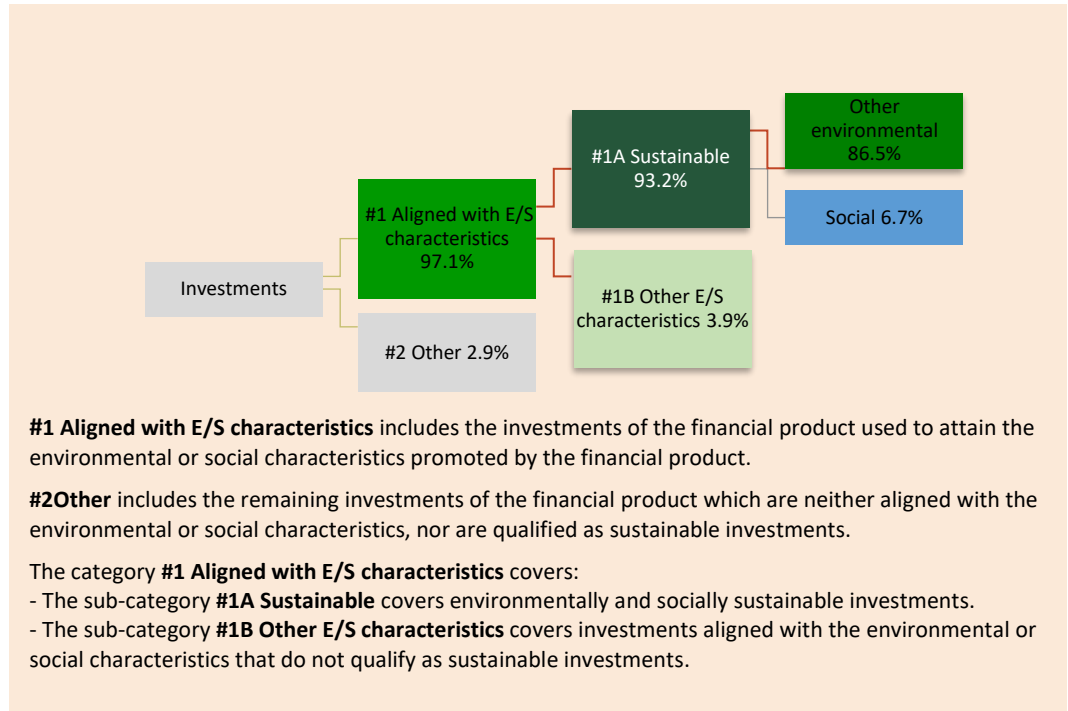 Other
environmental
86.5%
#1A Sustainable
93.2%
Social 6.7%
#1 Aligned with E/S
characteristics
97.1%
Investments
#1B Other E/S
characteristics 3.9%
#2 Other 2.9%
#1 Aligned with E/S characteristics includes the investments of the financial product used to attain the
environmental or social characteristics promoted by the financial product.
#2Other includes the remaining investments of the financial product which are neither aligned with the
environmental or social characteristics, nor are qualified as sustainable investments.
The category #1 Aligned with E/S characteristics covers:
- The sub-category #1A Sustainable covers environmentally and socially sustainable investments.
- The sub-category #1B Other E/S characteristics covers investments aligned with the environmental or
social characteristics that do not qualify as sustainable investments.